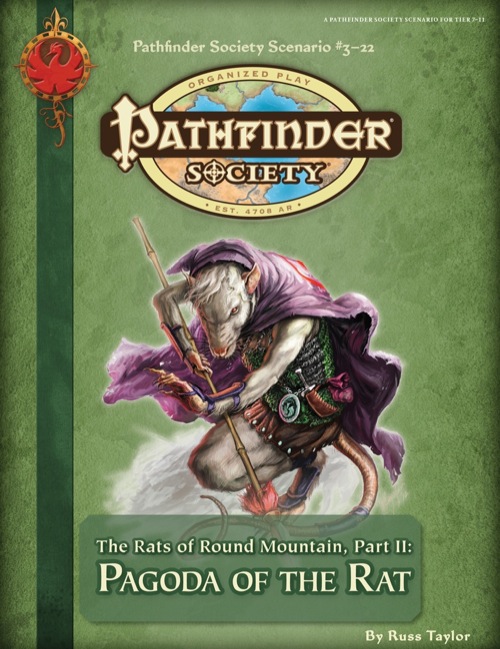 A PATHFINDER SOCIETY SCENARIO FOR TIER 7–11
Pathfinder Society Scenario #3–22
ORGANIZED PLAY
PATHFINDER
SOCIETY
EST. 4708 AR
The Rats of Round Mountain, Part II:
PAGODA OF THE RAT
By Russ Taylor